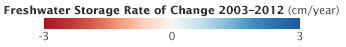 Freshwater Storage Rate of Change 2003–2012 (cm/year)
-3 0 3